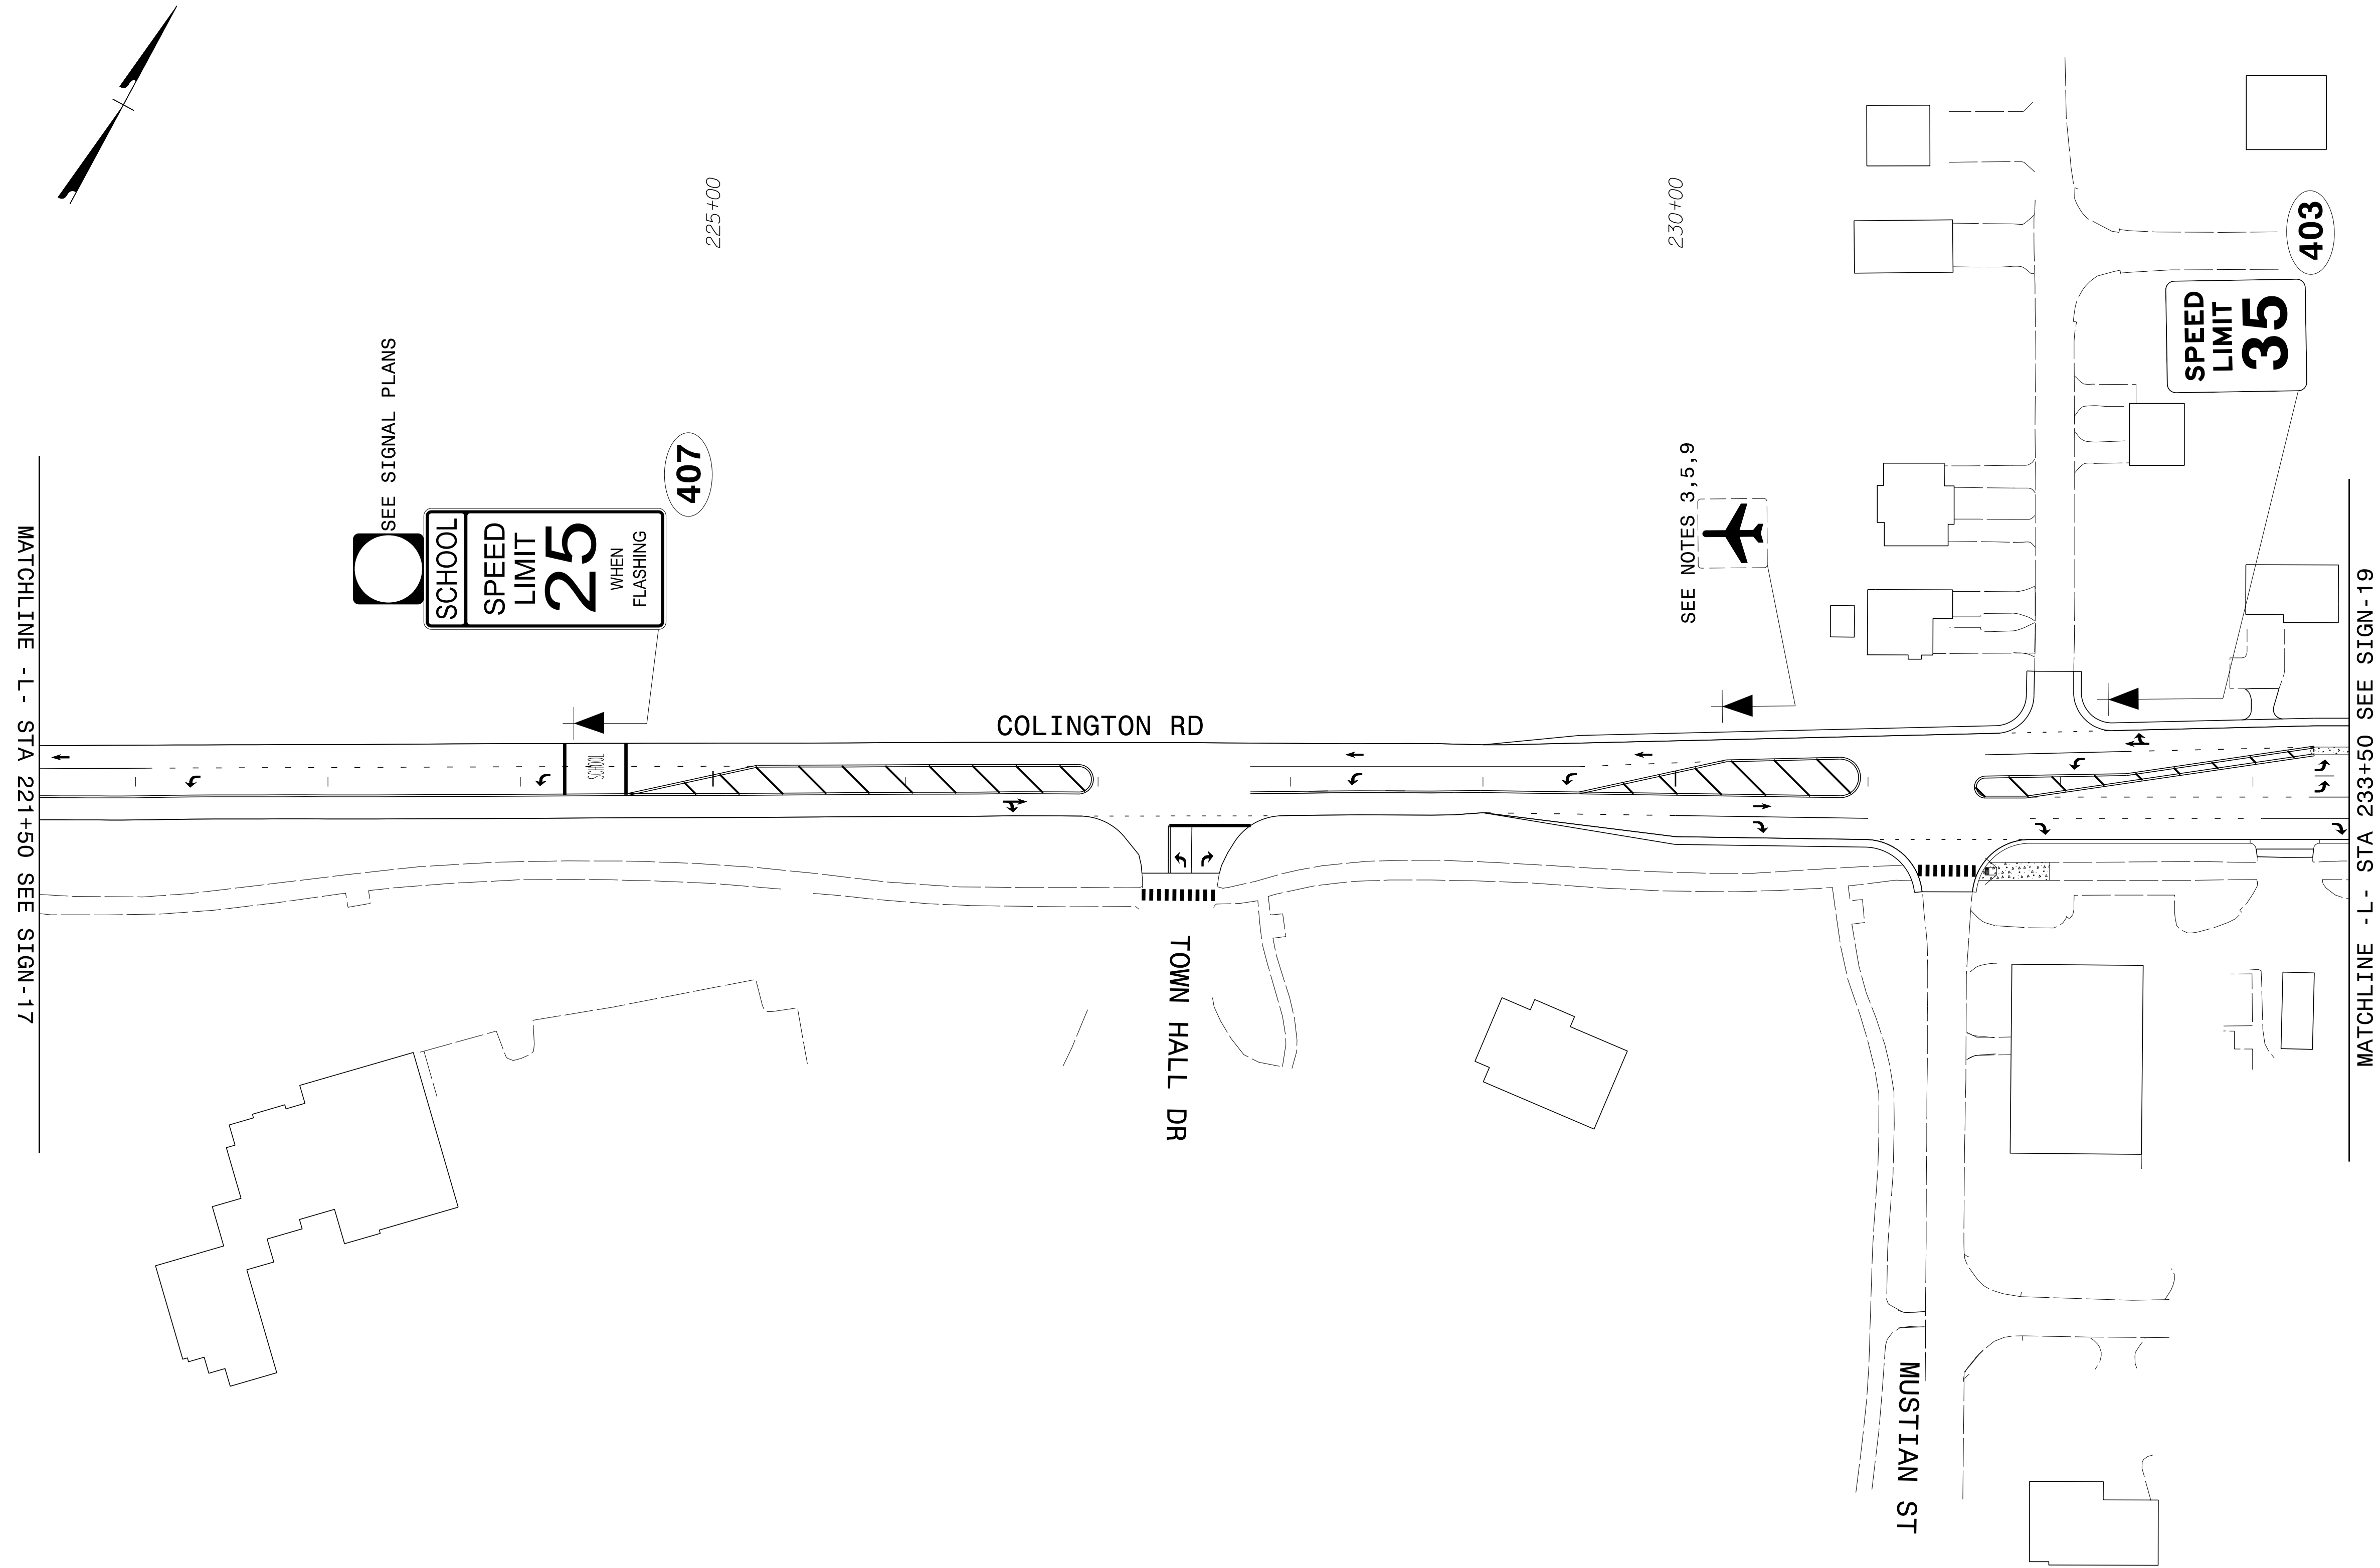 225+00
230+00
403
SPEED
LIMIT
35
SEE SIGNAL PLANS
407
SCHOOL
SPEED
LIMIT
25
WHEN
FLASHING
SEE NOTES 3,5,9
MATCHLINE -L- STA 221+50 SEE SIGN-17
MATCHLINE -L- STA 233+50 SEE SIGN-19
COLINGTON RD
SCHOOL
TOWN HALL DR
MUSTIAN ST